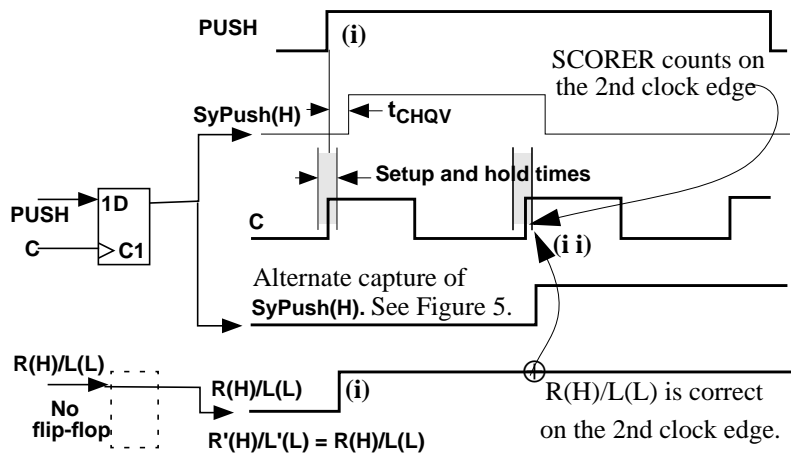 PUSH
(i)
SCORER counts on
the 2nd clock edge
SyPush(H)
tCHQV
Setup and hold times
PUSH
1D
C
C1
C
(i i)
Alternate capture of
SyPush(H). See Figure 5.
R(H)/L(L)
R(H)/L(L)
(i)
No
flip-flop
R'(H)/L'(L) = R(H)/L(L)
R(H)/L(L) is correct
on the 2nd clock edge.